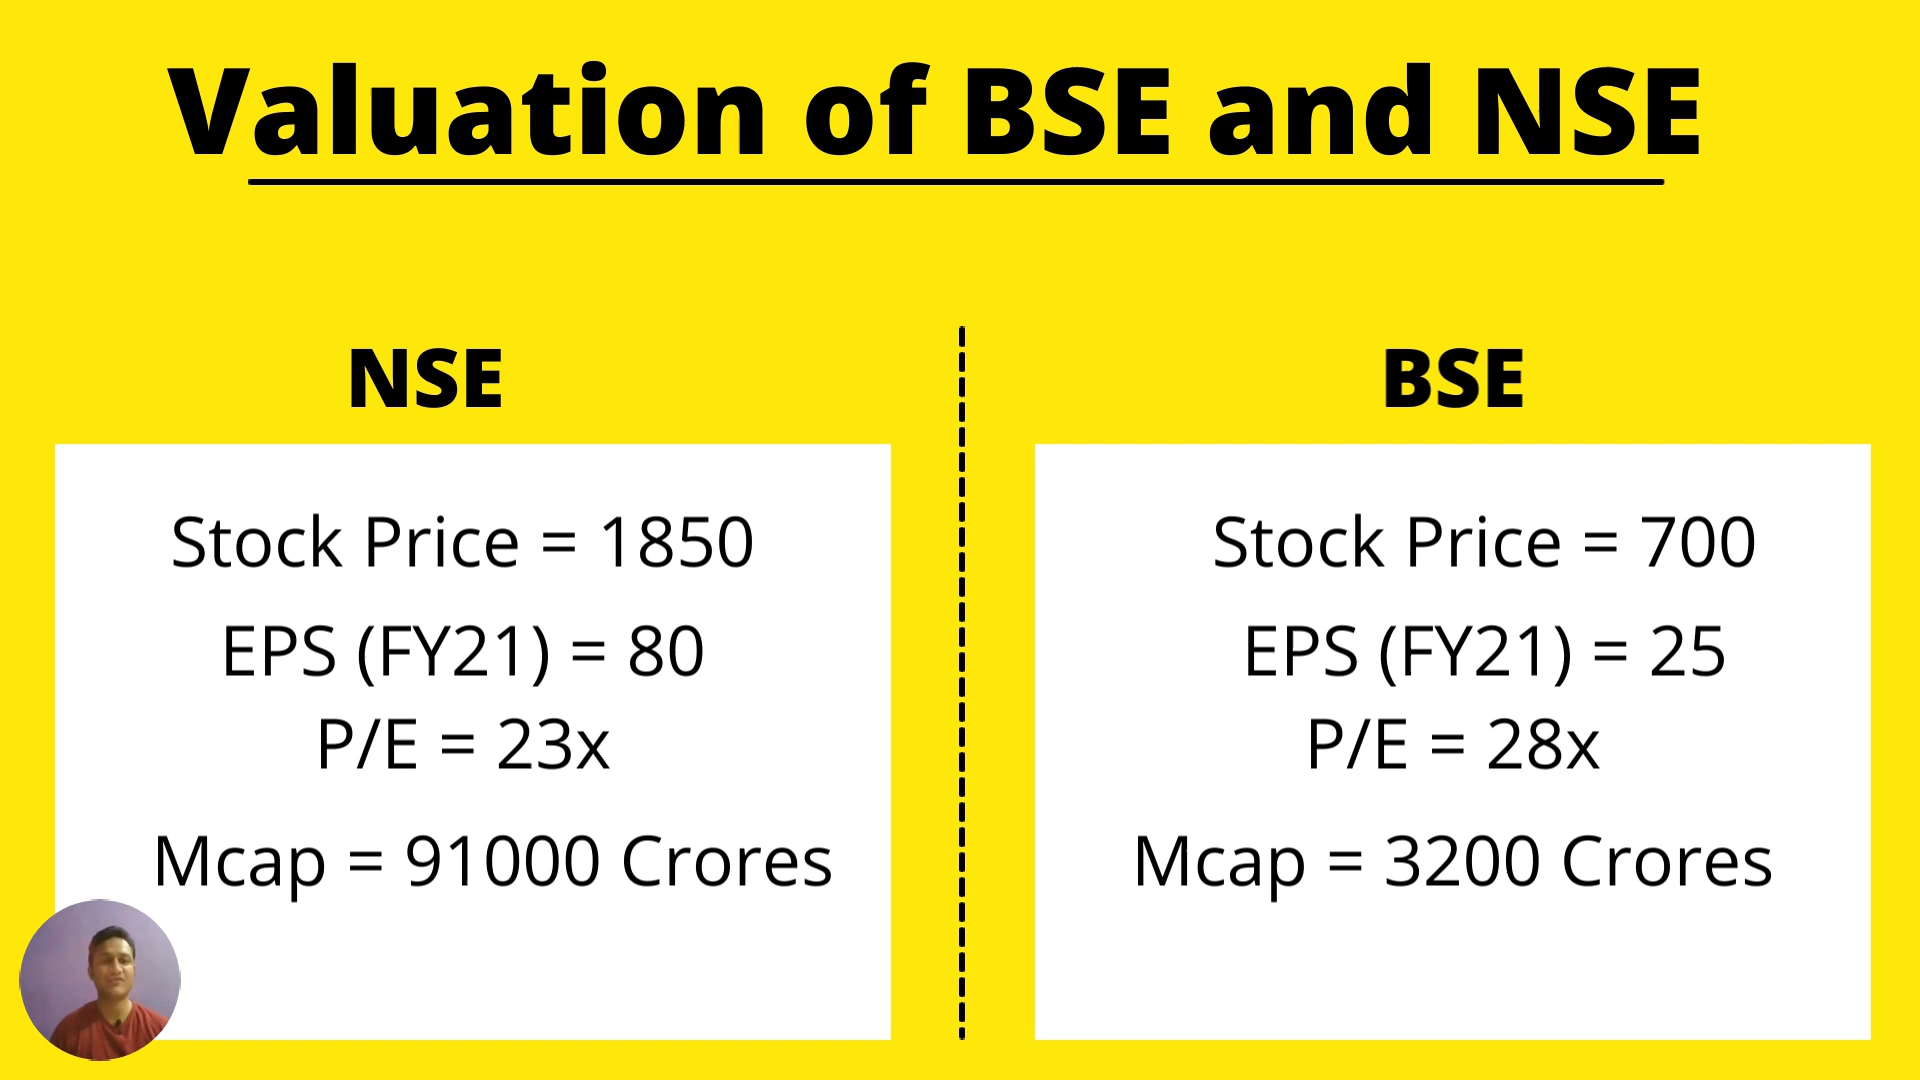 Valuation of BSE and NSE
NSE
Stock Price = 1850
EPS (FY21) = 80
P/E = 23x
Mcap = 91000 Crores
BSE
Stock Price = 700
EPS (FY21) = 25
P/E = 28x
Mcap = 3200 Crores